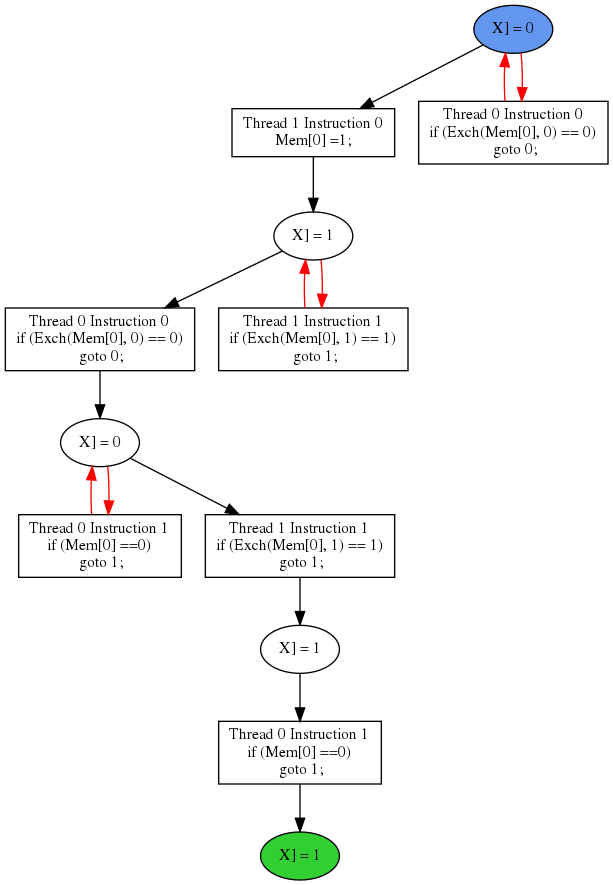 X] = 0
Thread 1 Instruction 0
Mem[0] =1;
Thread 0 Instruction 0
if (Exch(Mem[0], 0) == 0)
goto 0;
X] = 1
Thread 0 Instruction 0
if (Exch(Mem[0], 0) == 0)
goto 0;
Thread 1 Instruction 1
if (Exch(Mem[0], 1) == 1)
goto 1;
X] = 0
Thread 0 Instruction 1
if (Mem[0] ==0)
goto 1;
Thread 1 Instruction 1
if (Exch(Mem[0], 1) == 1)
goto 1;
X] = 1
Thread 0 Instruction 1
if (Mem[0] ==0)
goto 1;
X] = 1